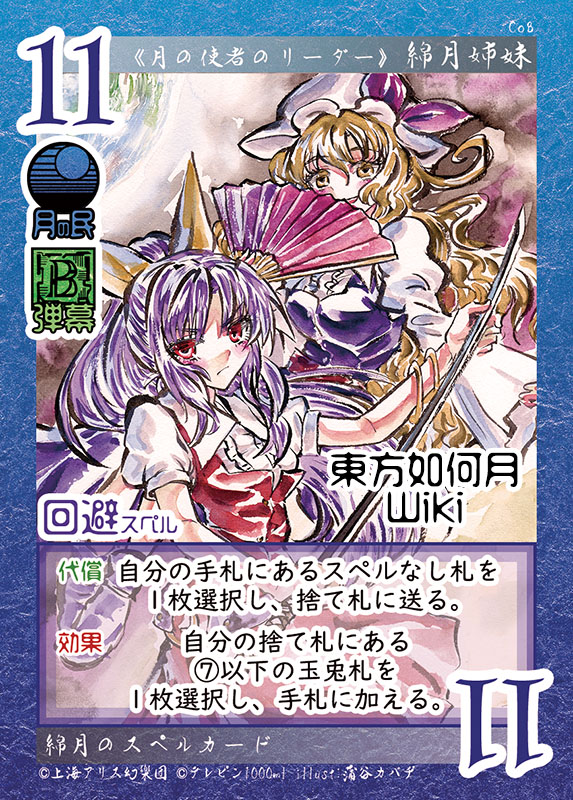 C08
11
《月の使者のリーダー》 綿月姉妹
月の民
B
弾幕
東方如何月
Wiki
回避スペル
代償 自分の手札にあるスペルなし札を
1枚選択し、捨て札に送る。
効果 自分の捨て札にある
⑦以下の玉兎札を
1枚選択し、手札に加える。
11
綿月のスペルカード
©上海アリス幻樂団 ©テレピン1000ml illust:蒲谷カバヂ